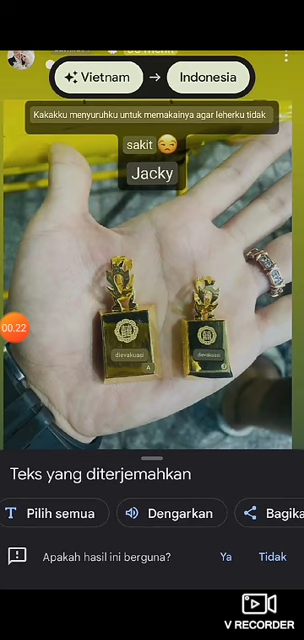 Vietnam → Indonesia
Kakakku menyuruhku untuk memakainya agar leherku tidak
sakit 😒
Jacky
00.22
dievakuasi
dievakuasi
Teks yang diterjemahkan
Pilih semua
Dengarkan
Bagika
Apakah hasil ini berguna?
Ya
Tidak
V RECORDER